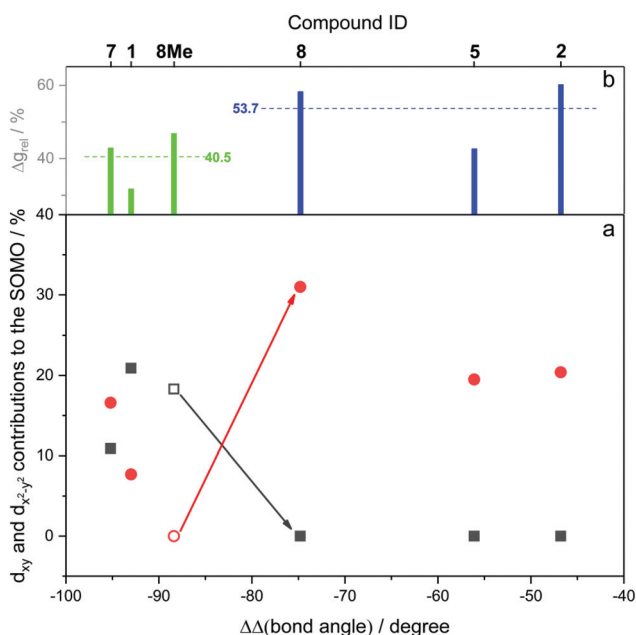 Compound ID
7 1 8Me 8 5 2
b
60
53.7
40
40.5
Δg_rel / %
40
a
30
20
10
0
d_xy and d_x²-y² contributions to the SOMO / %
-100 -90 -80 -70 -60 -50 -40
ΔΔ(bond angle) / degree